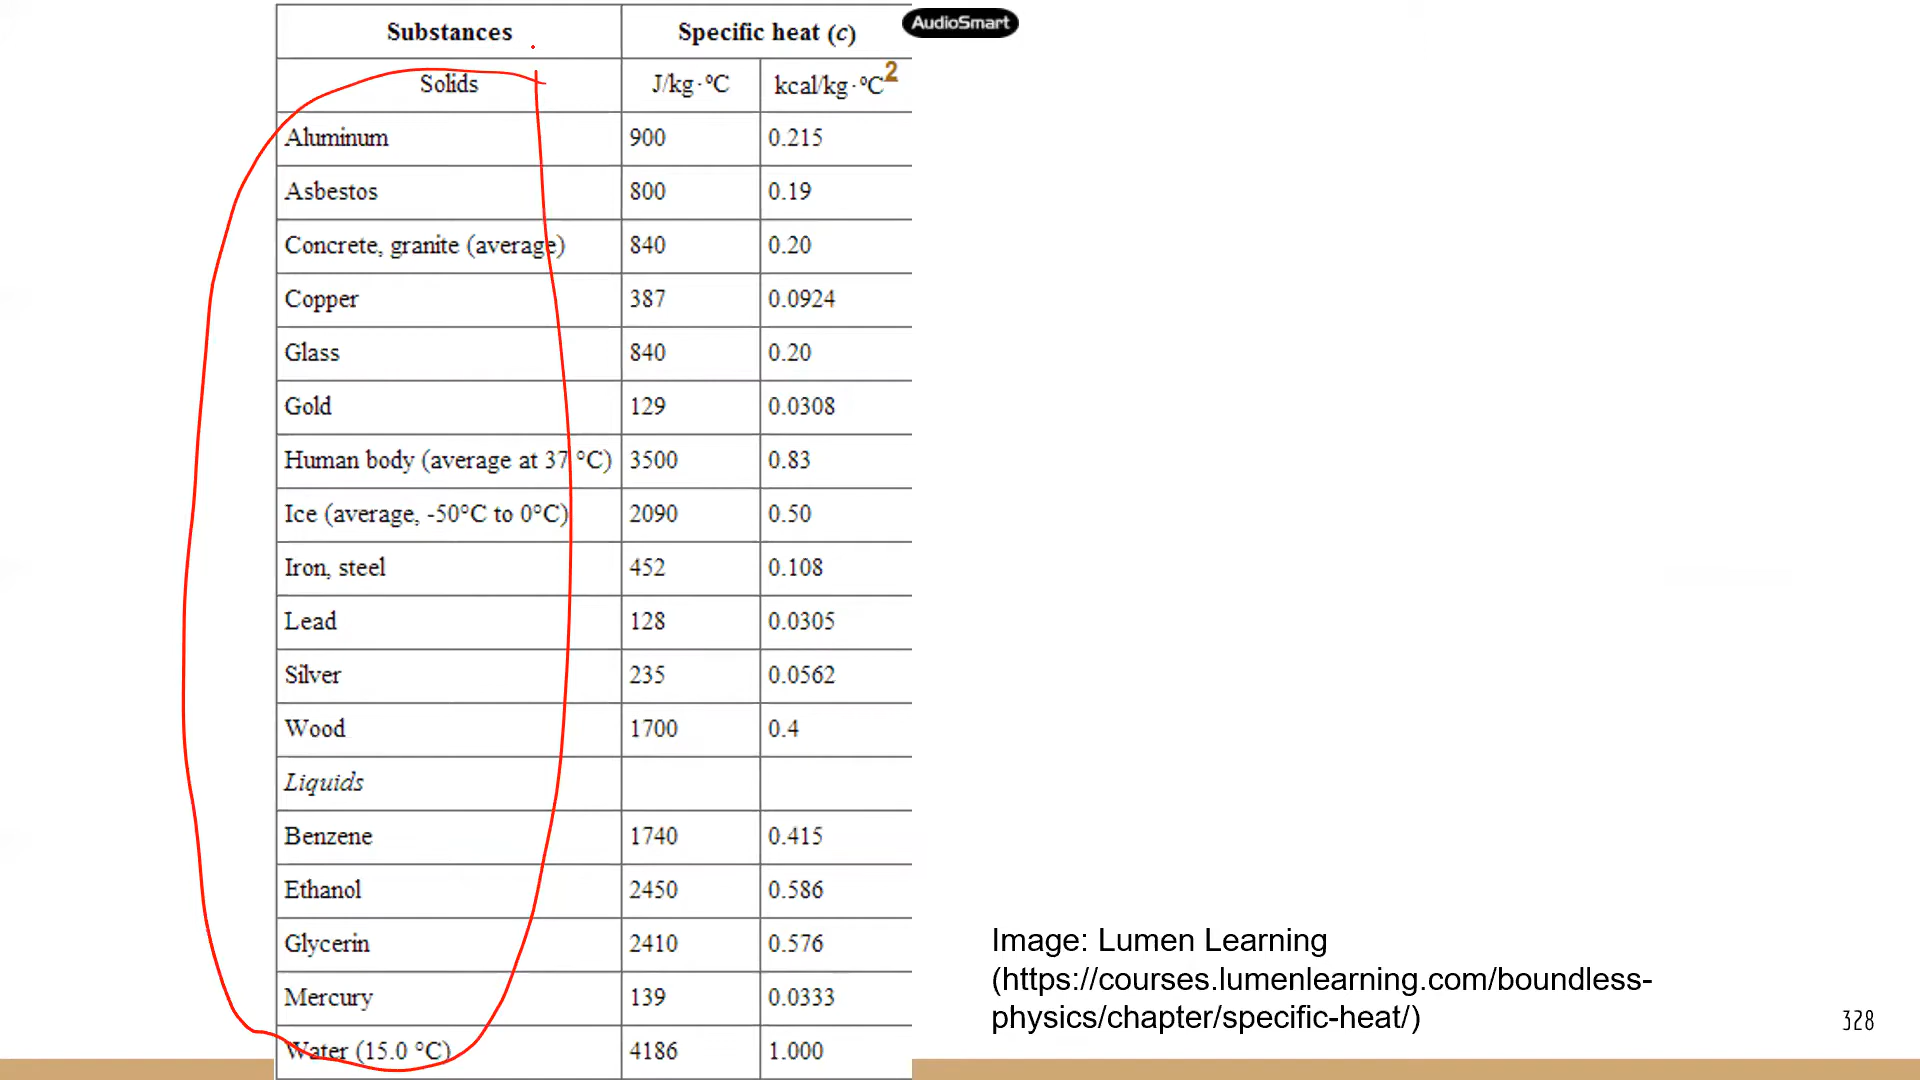 AudioSmart
Substances Specific heat (c)
Solids J/kg·ºC kcal/kg·ºC2
Aluminum 900 0.215
Asbestos 800 0.19
Concrete, granite (average) 840 0.20
Copper 387 0.0924
Glass 840 0.20
Gold 129 0.0308
Human body (average at 37 °C) 3500 0.83
Ice (average, -50°C to 0°C) 2090 0.50
Iron, steel 452 0.108
Lead 128 0.0305
Silver 235 0.0562
Wood 1700 0.4
Liquids
Benzene 1740 0.415
Ethanol 2450 0.586
Glycerin 2410 0.576
Mercury 139 0.0333
Water (15.0 °C) 4186 1.000
Image: Lumen Learning
(https://courses.lumenlearning.com/boundless-
physics/chapter/specific-heat/)
328